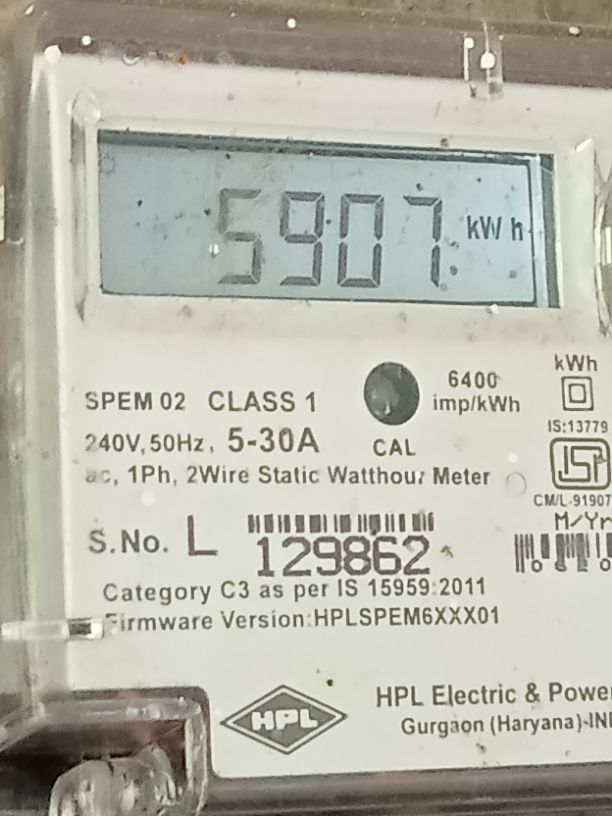 5907 kWh
kWh
SPEM 02 CLASS 1
6400
imp/kWh
IS:13779
240V, 50Hz, 5-30A
CAL
ac, 1Ph, 2Wire Static Watthour Meter
ISI
CM/L-91907
M/Yr
S.No. L 129862
Category C3 as per IS 15959:2011
Firmware Version:HPLSPEM6XXX01
HPL
HPL Electric & Power
Gurgaon (Haryana)-IN